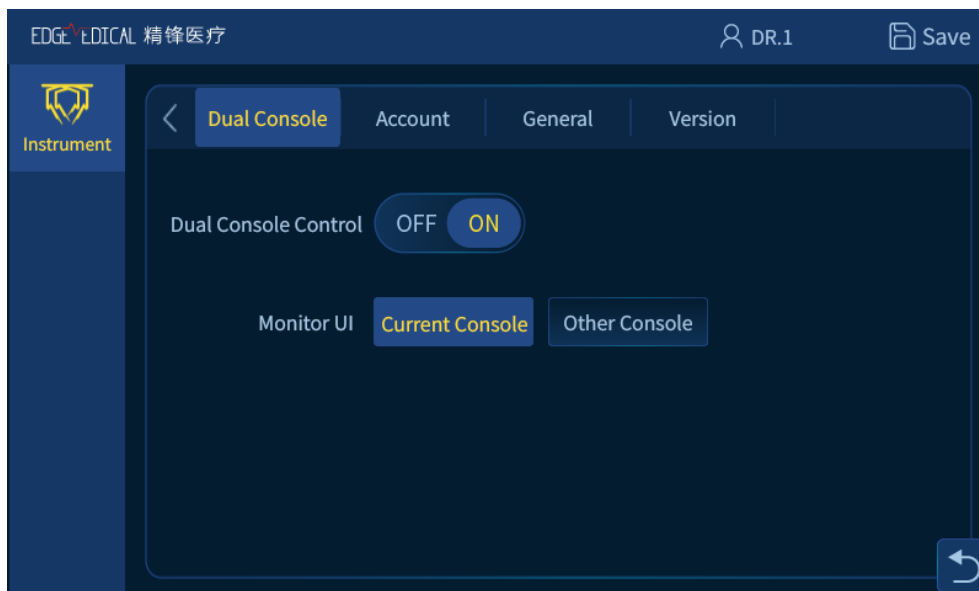 EDGE MEDICAL 精锋医疗
DR.1
Save
Instrument
Dual Console
Account
General
Version
Dual Console Control
OFF
ON
Monitor UI
Current Console
Other Console